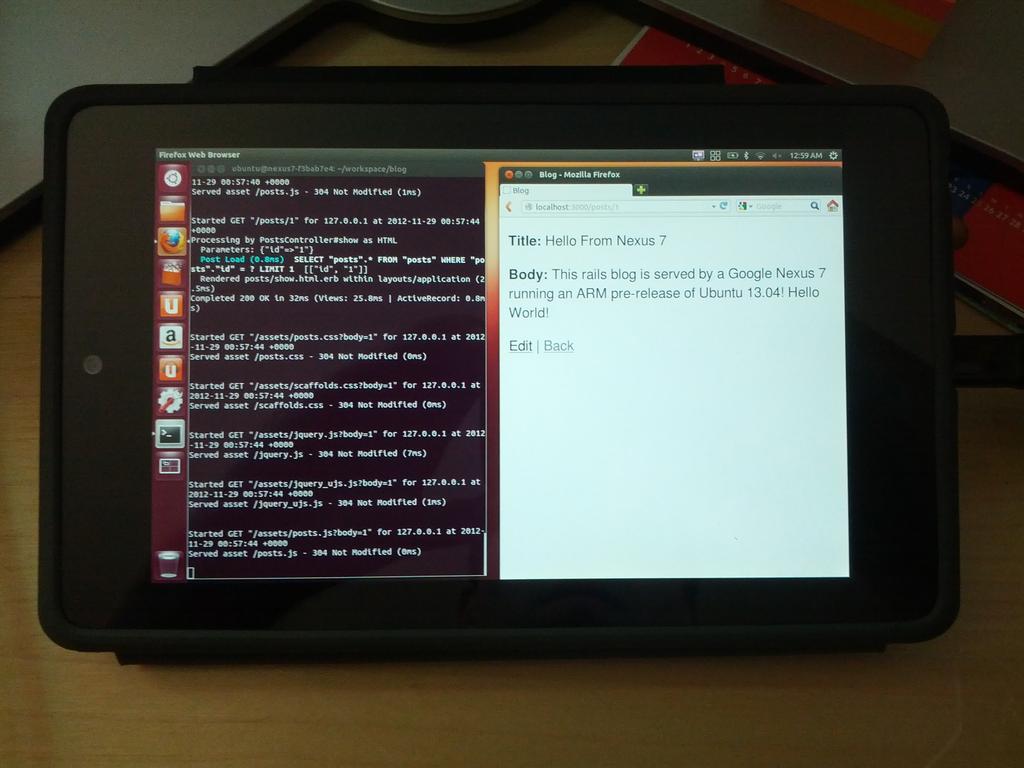 Firefox Web Browser
12:59 AM
ubuntu@nexus7-f3bab7e4: ~/workspace/blog
11-29 00:57:40 +0000
Served asset /posts.js - 304 Not Modified (1ms)
Started GET "/posts/1" for 127.0.0.1 at 2012-11-29 00:57:44
+0000
Processing by PostsController#show as HTML
Parameters: {"id"=>"1"}
Post Load (0.8ms) SELECT "posts".* FROM "posts" WHERE "po
sts"."id" = ? LIMIT 1 [["id", "1"]]
Rendered posts/show.html.erb within layouts/application (2
.5ms)
Completed 200 OK in 32ms (Views: 25.8ms | ActiveRecord: 0.8m
s)
Started GET "/assets/posts.css?body=1" for 127.0.0.1 at 2012
-11-29 00:57:44 +0000
Served asset /posts.css - 304 Not Modified (0ms)
Started GET "/assets/scaffolds.css?body=1" for 127.0.0.1 at
2012-11-29 00:57:44 +0000
Served asset /scaffolds.css - 304 Not Modified (0ms)
Started GET "/assets/jquery.js?body=1" for 127.0.0.1 at 2012
-11-29 00:57:44 +0000
Served asset /jquery.js - 304 Not Modified (7ms)
Started GET "/assets/jquery_ujs.js?body=1" for 127.0.0.1 at
2012-11-29 00:57:44 +0000
Served asset /jquery_ujs.js - 304 Not Modified (1ms)
Started GET "/assets/posts.js?body=1" for 127.0.0.1 at 2012-
11-29 00:57:44 +0000
Served asset /posts.js - 304 Not Modified (0ms)
Blog - Mozilla Firefox
Blog
localhost:3000/posts/1
Google
Title: Hello From Nexus 7
Body: This rails blog is served by a Google Nexus 7
running an ARM pre-release of Ubuntu 13.04! Hello
World!
Edit | Back